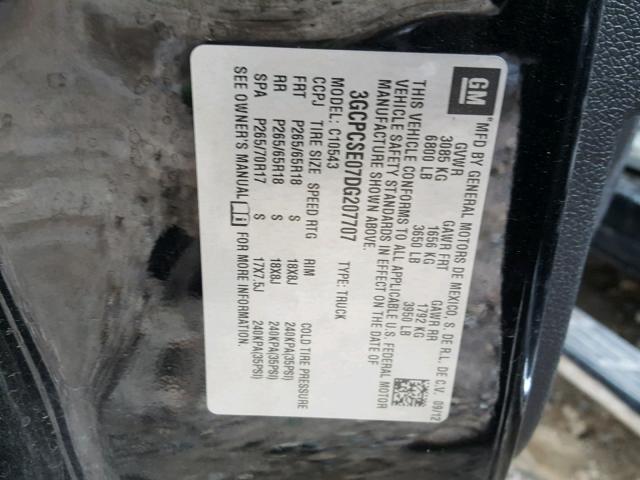 GM
"MFD BY GENERAL MOTORS DE MEXICO, S. DE R.L. DE C.V. 09/12
GVWR GAWR FRT GAWR RR
3085 KG 1656 KG 1792 KG
6800 LB 3650 LB 3950 LB
THIS VEHICLE CONFORMS TO ALL APPLICABLE U.S. FEDERAL MOTOR
VEHICLE SAFETY STANDARDS IN EFFECT ON THE DATE OF
MANUFACTURE SHOWN ABOVE.
3GCPCSE07DG207707 TYPE: TRUCK
MODEL: C10543
CCPJ TIRE SIZE SPEED RTG RIM COLD TIRE PRESSURE
FRT P265/65R18 S 18X8J 240KPA(35PSI)
RR P265/65R18 S 18X8J 240KPA(35PSI)
SPA P265/70R17 S 17X7.5J 240KPA(35PSI)
SEE OWNER'S MANUAL FOR MORE INFORMATION.